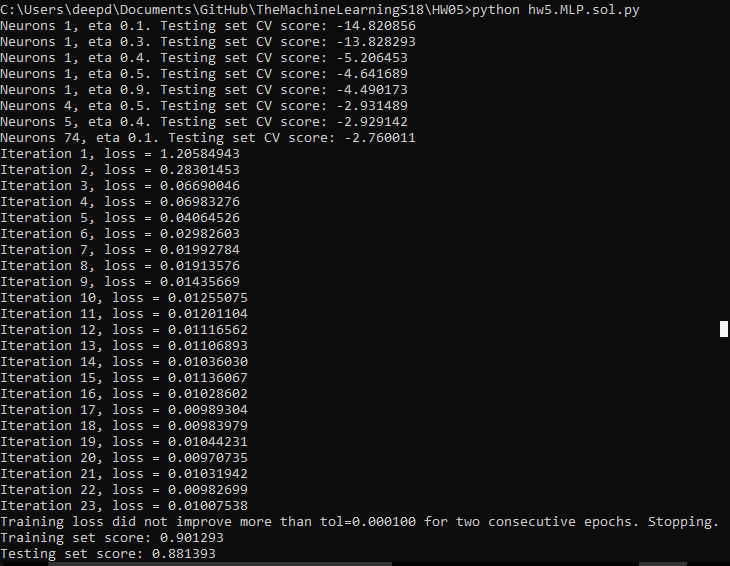 C:\Users\deepd\Documents\GitHub\TheMachineLearningS18\HW05>python hw5.MLP.sol.py
Neurons 1, eta 0.1. Testing set CV score: -14.820856
Neurons 1, eta 0.3. Testing set CV score: -13.828293
Neurons 1, eta 0.4. Testing set CV score: -5.206453
Neurons 1, eta 0.5. Testing set CV score: -4.641689
Neurons 1, eta 0.9. Testing set CV score: -4.490173
Neurons 4, eta 0.5. Testing set CV score: -2.931489
Neurons 5, eta 0.4. Testing set CV score: -2.929142
Neurons 74, eta 0.1. Testing set CV score: -2.760011
Iteration 1, loss = 1.20584943
Iteration 2, loss = 0.28301453
Iteration 3, loss = 0.06690046
Iteration 4, loss = 0.06983276
Iteration 5, loss = 0.04064526
Iteration 6, loss = 0.02982603
Iteration 7, loss = 0.01992784
Iteration 8, loss = 0.01913576
Iteration 9, loss = 0.01435669
Iteration 10, loss = 0.01255075
Iteration 11, loss = 0.01201104
Iteration 12, loss = 0.01116562
Iteration 13, loss = 0.01106893
Iteration 14, loss = 0.01036030
Iteration 15, loss = 0.01136067
Iteration 16, loss = 0.01028602
Iteration 17, loss = 0.00989304
Iteration 18, loss = 0.00983979
Iteration 19, loss = 0.01044231
Iteration 20, loss = 0.00970735
Iteration 21, loss = 0.01031942
Iteration 22, loss = 0.00982699
Iteration 23, loss = 0.01007538
Training loss did not improve more than tol=0.000100 for two consecutive epochs. Stopping.
Training set score: 0.901293
Testing set score: 0.881393